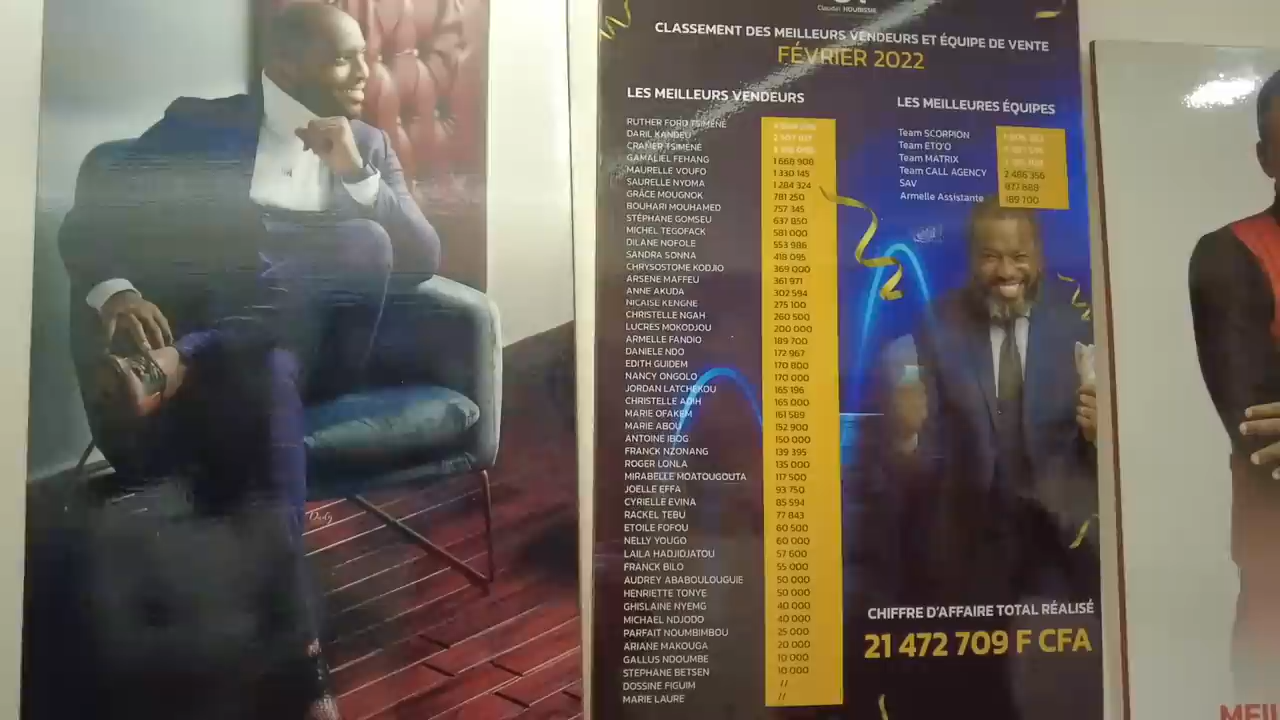 Claudel NOUBISSIE
CLASSEMENT DES MEILLEURS VENDEURS ET ÉQUIPE DE VENTE
FÉVRIER 2022
LES MEILLEURS VENDEURS
RUTHER FORD TSIMENE
DARIL KANDEU
CRAMER TSIMENE
GAMALIEL FEHANG 1 668 908
MAURELLE VOUFO 1 330 145
SAURELLE NYOMA 1 284 324
GRÂCE MOUGNOK 781 250
BOUHARI MOUHAMED 757 345
STÉPHANE GOMSEU 637 850
MICHEL TEGOFACK 581 000
DILANE NOFOLE 553 986
SANDRA SONNA 418 095
CHRYSOSTOME KODJIO 369 000
ARSENE MAFFEU 361 971
ANNE AKUDA 302 594
NICAISE KENGNE 275 100
CHRISTELLE NGAH 260 500
LUCRES MOKODJOU 200 000
ARMELLE FANDIO 189 700
DANIELE NDO 172 967
EDITH GUIDEM 170 800
NANCY ONGOLO 170 000
JORDAN LATCHEKOU 165 196
CHRISTELLE ADIH 165 000
MARIE OFAKEM 161 589
MARIE ABOU 152 900
ANTOINE IBOG 150 000
FRANCK NZONANG 139 395
ROGER LONLA 135 000
MIRABELLE MOATOUGOUTA 117 500
JOELLE EFFA 93 750
CYRIELLE EVINA 85 594
RACKEL TEBU 77 843
ETOILE FOFOU 60 500
NELLY YOUGO 60 000
LAILA HADJIDJATOU 57 600
FRANCK BILO 55 000
AUDREY ABABOULOUGUIE 50 000
HENRIETTE TONYE 50 000
GHISLAINE NYEMG 40 000
MICHAEL NDJODO 40 000
PARFAIT NOUMBIMBOU 25 000
ARIANE MAKOUGA 20 000
GALLUS NDOUMBE 10 000
STEPHANE BETSEN 10 000
DOSSINE FIGUIM //
MARIE LAURE //
LES MEILLEURES ÉQUIPES
Team SCORPION
Team ETO'O
Team MATRIX
Team CALL AGENCY 2 486 356
SAV 877 888
Armelle Assistante 189 700
CHIFFRE D'AFFAIRE TOTAL RÉALISÉ
21 472 709 F CFA